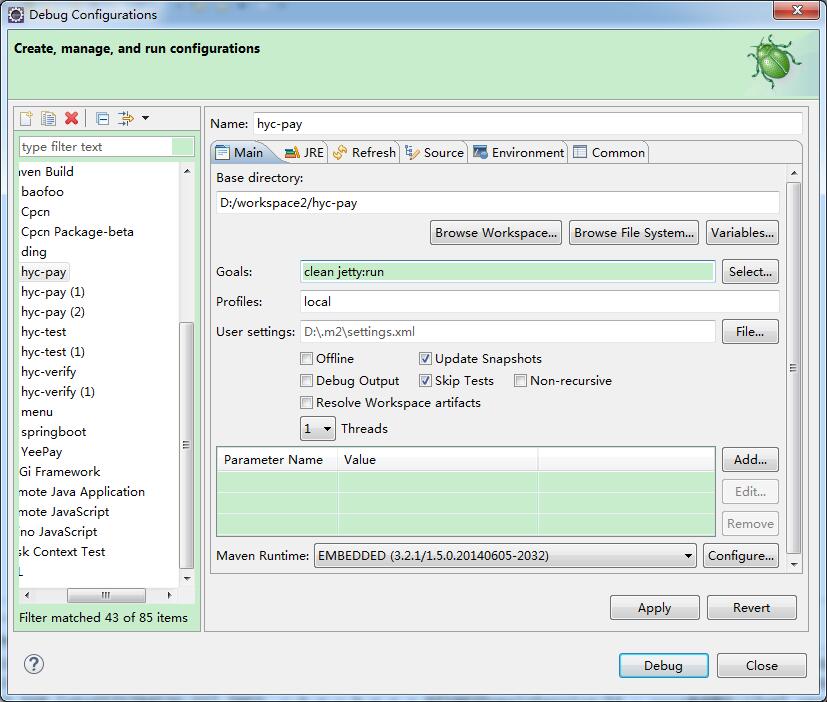 Debug Configurations
Create, manage, and run configurations
type filter text
ven Build
baofoo
Cpcn
Cpcn Package-beta
ding
hyc-pay
hyc-pay (1)
hyc-pay (2)
hyc-test
hyc-test (1)
hyc-verify
hyc-verify (1)
menu
springboot
YeePay
Gi Framework
mote Java Application
mote JavaScript
no JavaScript
sk Context Test
Filter matched 43 of 85 items
Name: hyc-pay
Main JRE Refresh Source Environment Common
Base directory:
D:/workspace2/hyc-pay
Browse Workspace... Browse File System... Variables...
Goals: clean jetty:run Select...
Profiles: local
User settings: D:\.m2\settings.xml File...
Offline Update Snapshots
Debug Output Skip Tests Non-recursive
Resolve Workspace artifacts
1 Threads
Parameter Name Value Add...
Edit...
Remove
Maven Runtime: EMBEDDED (3.2.1/1.5.0.20140605-2032) Configure...
Apply Revert
? Debug Close